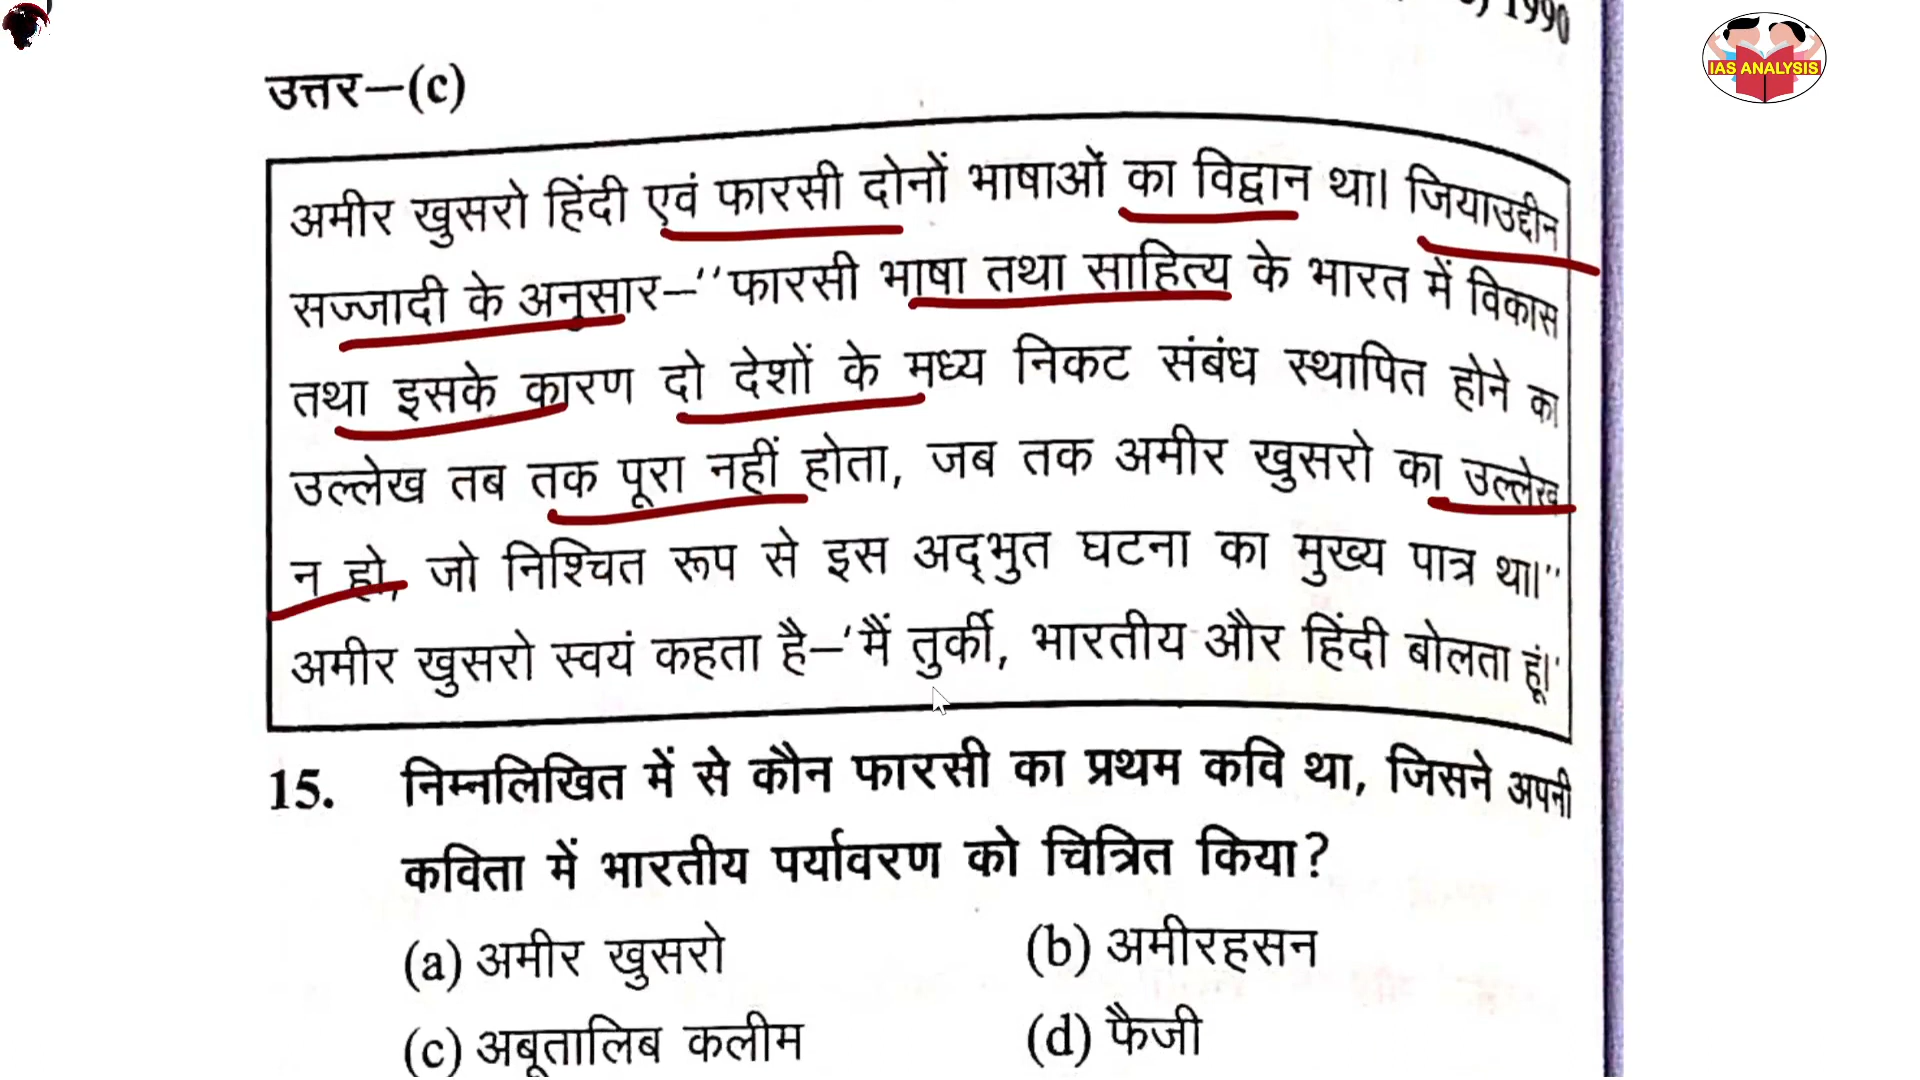 1990
IAS ANALYSIS
उत्तर–(c)
अमीर खुसरो हिंदी एवं फारसी दोनों भाषाओं का विद्वान था। जियाउद्दीन
सज्जादी के अनुसार–''फारसी भाषा तथा साहित्य के भारत में विकास
तथा इसके कारण दो देशों के मध्य निकट संबंध स्थापित होने का
उल्लेख तब तक पूरा नहीं होता, जब तक अमीर खुसरो का उल्लेख
न हो, जो निश्चित रूप से इस अद्भुत घटना का मुख्य पात्र था।''
अमीर खुसरो स्वयं कहता है–'मैं तुर्की, भारतीय और हिंदी बोलता हूं।'
15. निम्नलिखित में से कौन फारसी का प्रथम कवि था, जिसने अपनी
कविता में भारतीय पर्यावरण को चित्रित किया?
(a) अमीर खुसरो (b) अमीरहसन
(c) अबूतालिब कलीम (d) फैजी